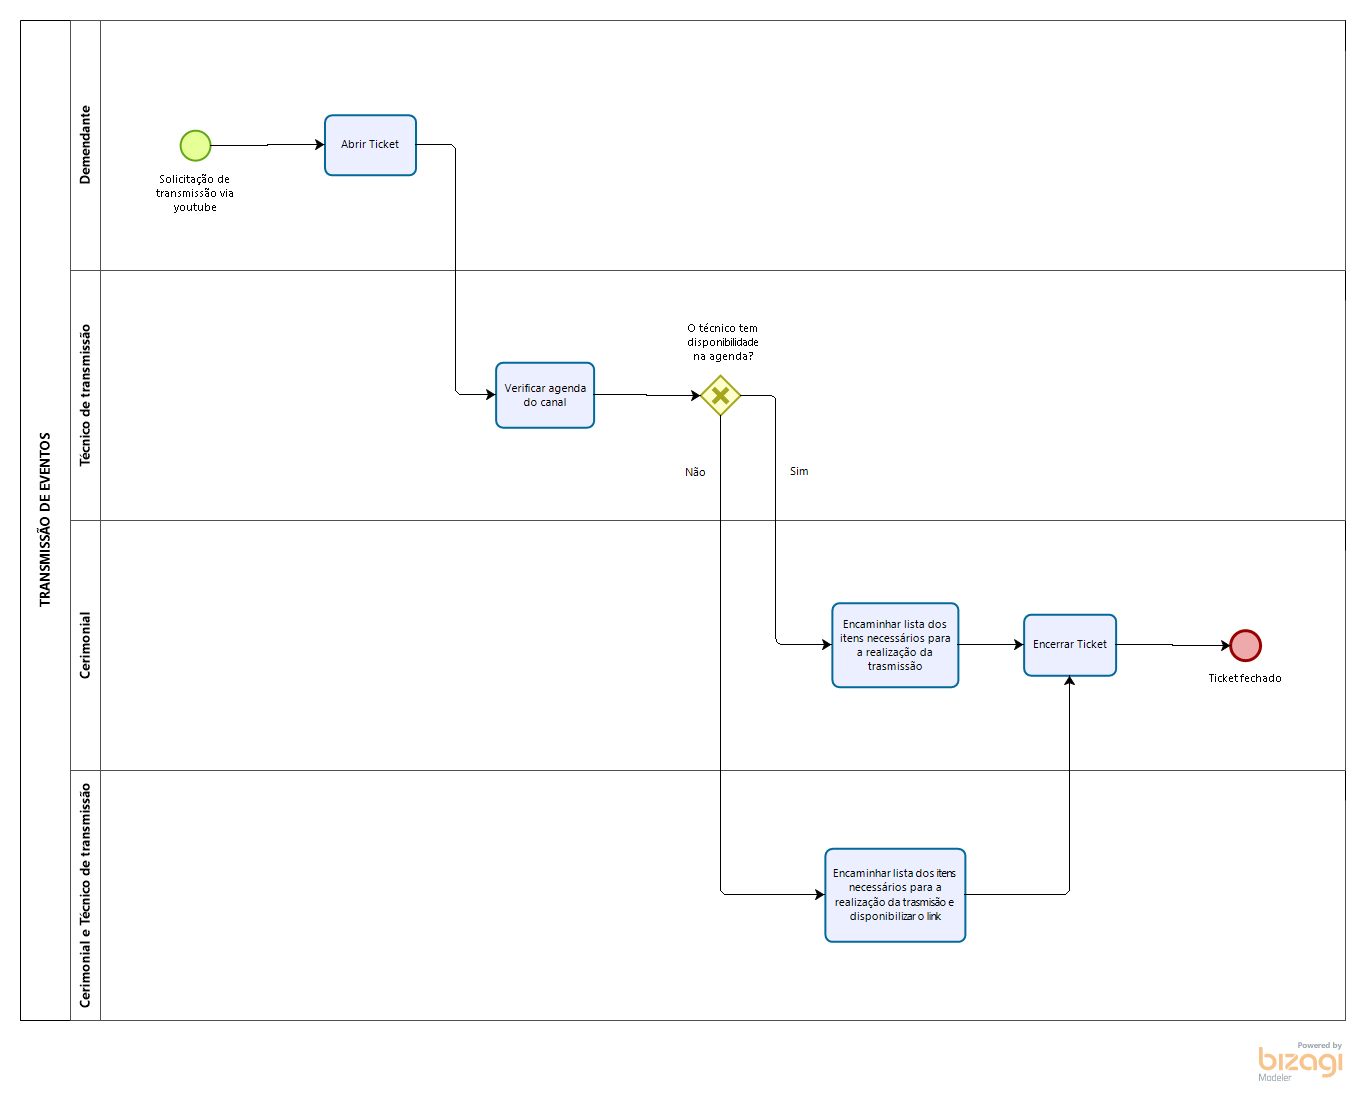 TRANSMISSÃO DE EVENTOS
Demendante
Solicitação de
transmissão via
youtube
Abrir Ticket
Técnico de transmissão
Verificar agenda
do canal
O técnico tem
disponibilidade
na agenda?
Não
Sim
Cerimonial
Encaminhar lista dos
itens necessários para
a realização da
trasmissão
Encerrar Ticket
Ticket fechado
Cerimonial e Técnico de transmissão
Encaminhar lista dos itens
necessários para a
realização da trasmisão e
disponibilizar o link
Powered by
bizagi
Modeler